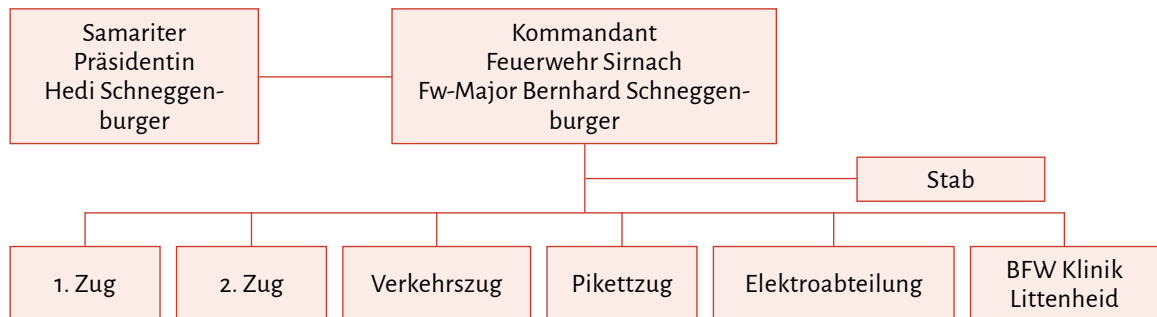 Samariter
Präsidentin
Hedi Schneggen-
burger
Kommandant
Feuerwehr Sirnach
Fw-Major Bernhard Schneggen-
burger
Stab
1. Zug
2. Zug
Verkehrszug
Pikettzug
Elektroabteilung
BFW Klinik
Littenheid